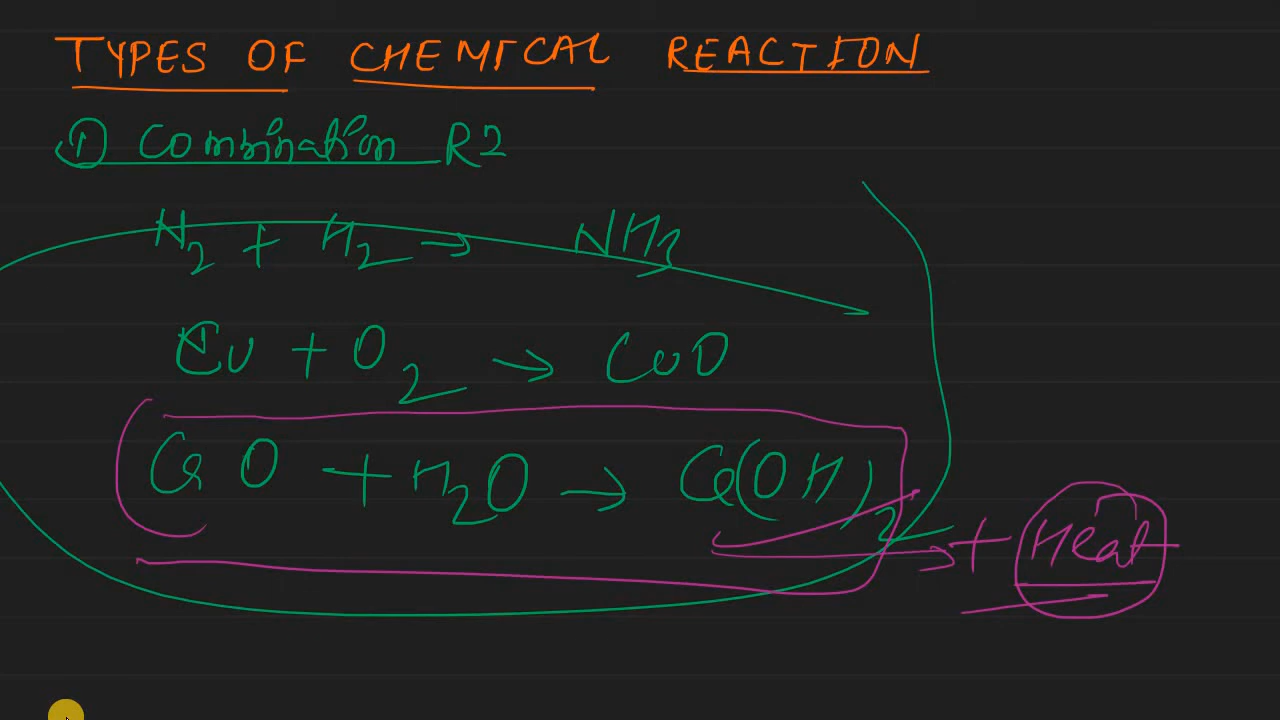 TYPES OF CHEMICAL REACTION
① Combination R2
N₂ + H₂ → NH₃
Cu + O₂ → CuO
CaO + H₂O → Ca(OH)₂ + Heat